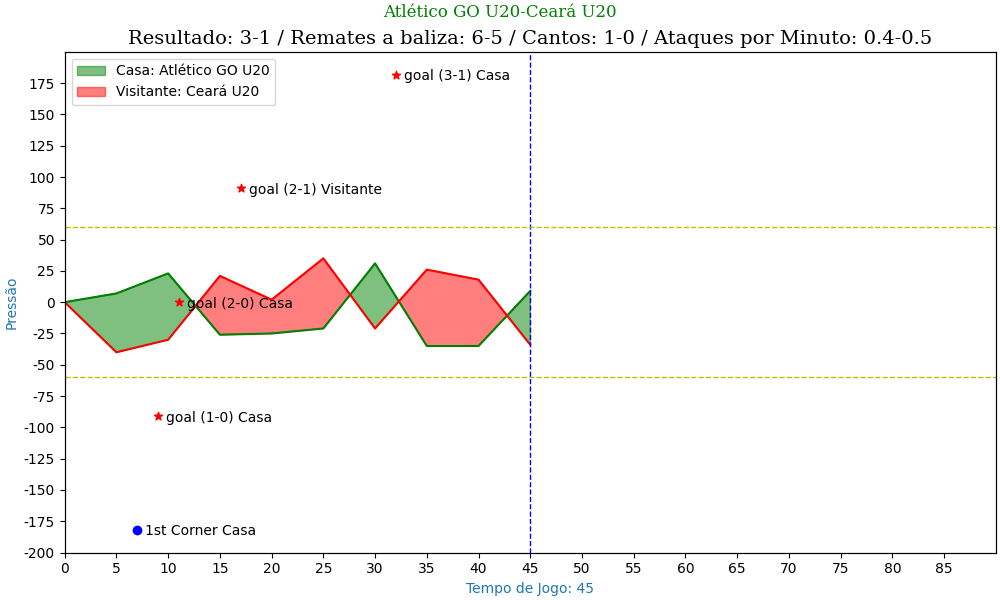 Atlético GO U20-Ceará U20
Resultado: 3-1 / Remates a baliza: 6-5 / Cantos: 1-0 / Ataques por Minuto: 0.4-0.5
Casa: Atlético GO U20
Visitante: Ceará U20
goal (3-1) Casa
goal (2-1) Visitante
goal (2-0) Casa
goal (1-0) Casa
1st Corner Casa
Pressão
175
150
125
100
75
50
25
0
-25
-50
-75
-100
-125
-150
-175
-200
0 5 10 15 20 25 30 35 40 45 50 55 60 65 70 75 80 85
Tempo de Jogo: 45